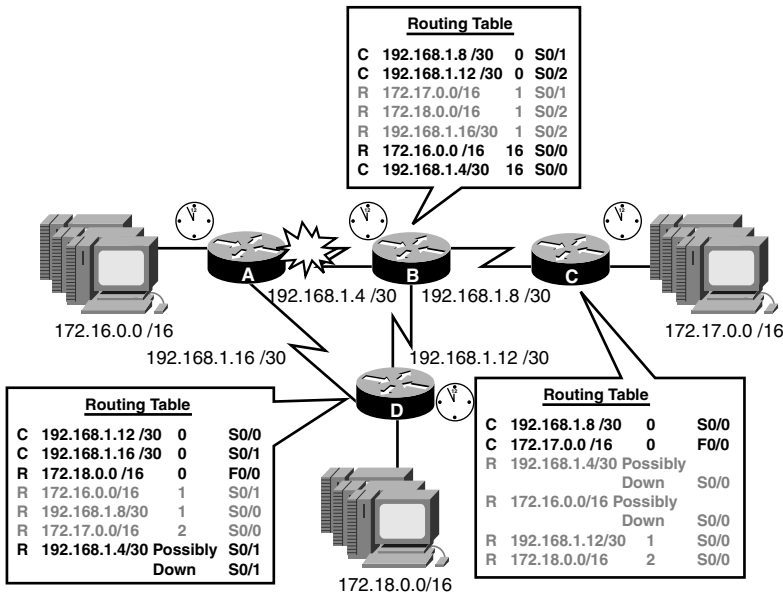 Routing Table
C 192.168.1.8 /30 0 S0/1
C 192.168.1.12 /30 0 S0/2
R 172.17.0.0/16 1 S0/1
R 172.18.0.0/16 1 S0/2
R 192.168.1.16/30 1 S0/2
R 172.16.0.0 /16 16 S0/0
C 192.168.1.4/30 16 S0/0
12
12
12
A
B
C
192.168.1.4 /30
192.168.1.8 /30
172.16.0.0 /16
172.17.0.0 /16
192.168.1.16 /30
192.168.1.12 /30
D
12
Routing Table
C 192.168.1.12 /30 0 S0/0
C 192.168.1.16 /30 0 S0/1
R 172.18.0.0 /16 0 F0/0
R 172.16.0.0/16 1 S0/1
R 192.168.1.8/30 1 S0/0
R 172.17.0.0/16 2 S0/0
R 192.168.1.4/30 Possibly S0/1
Down S0/1
Routing Table
C 192.168.1.8 /30 0 S0/0
C 172.17.0.0 /16 0 F0/0
R 192.168.1.4/30 Possibly
Down S0/0
R 172.16.0.0/16 Possibly
Down S0/0
R 192.168.1.12/30 1 S0/0
R 172.18.0.0/16 2 S0/0
172.18.0.0/16